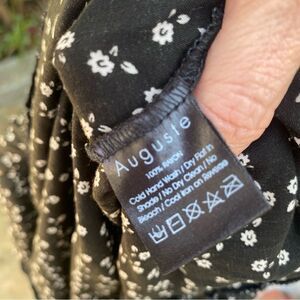 Auguste
100% RAYON
Cold Hand Wash / Dry Flat in
Shade / No Dry Clean / No
Bleach / Cool Iron on Reverse